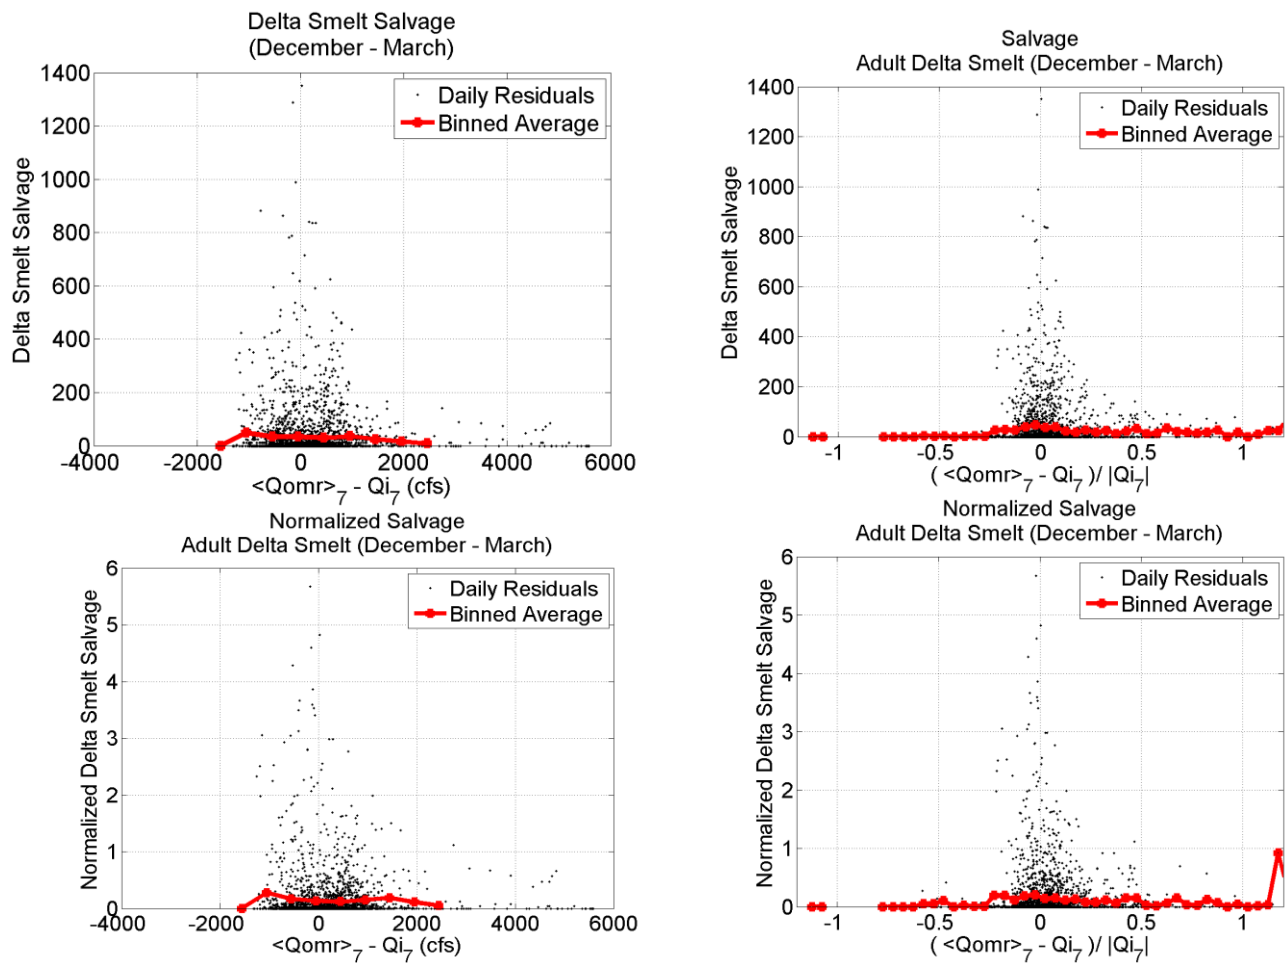 Delta Smelt Salvage
(December - March)
1400
1200
1000
800
600
400
200
0
Delta Smelt Salvage
Daily Residuals
Binned Average
-4000
-2000
0
2000
4000
6000
<Qomr>7 - Qi7 (cfs)
Salvage
Adult Delta Smelt (December - March)
1400
1200
1000
800
600
400
200
0
Delta Smelt Salvage
Daily Residuals
Binned Average
-1
-0.5
0
0.5
1
( <Qomr>7 - Qi7 )/ |Qi7|
Normalized Salvage
Adult Delta Smelt (December - March)
6
5
4
3
2
1
0
Normalized Delta Smelt Salvage
Daily Residuals
Binned Average
-4000
-2000
0
2000
4000
6000
<Qomr>7 - Qi7 (cfs)
Normalized Salvage
Adult Delta Smelt (December - March)
6
5
4
3
2
1
0
Normalized Delta Smelt Salvage
Daily Residuals
Binned Average
-1
-0.5
0
0.5
1
( <Qomr>7 - Qi7 )/ |Qi7|